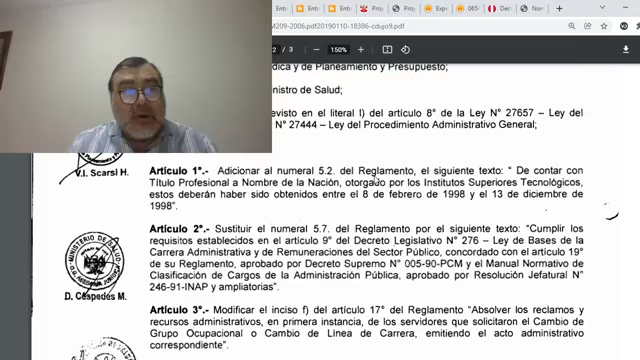 M209-2006.pdf20190110-18386-cdujo9.pdf
2 / 3 — 150% +
dica y de Planeamiento y Presupuesto;
nistro de Salud;
evisto en el literal l) del artículo 8° de la Ley N° 27657 – Ley del
N° 27444 – Ley del Procedimiento Administrativo General;
V.I. Scarsi H.
Artículo 1°.- Adicionar al numeral 5.2. del Reglamento, el siguiente texto: " De contar con
Título Profesional a Nombre de la Nación, otorgado por los Institutos Superiores Tecnológicos,
estos deberán haber sido obtenidos entre el 8 de febrero de 1998 y el 13 de diciembre de
1998".
Artículo 2°.- Sustituir el numeral 5.7. del Reglamento por el siguiente texto: "Cumplir los
requisitos establecidos en el artículo 9° del Decreto Legislativo N° 276 – Ley de Bases de la
Carrera Administrativa y de Remuneraciones del Sector Público, concordado con el artículo 19°
de su Reglamento, aprobado por Decreto Supremo N° 005-90-PCM y el Manual Normativo de
Clasificación de Cargos de la Administración Pública, aprobado por Resolución Jefatural N°
246-91-INAP y ampliatorias".
MINISTERIO DE SALUD
D. Céspedes M.
Artículo 3°.- Modificar el inciso f) del artículo 17° del Reglamento "Absolver los reclamos y
recursos administrativos, en primera instancia, de los servidores que solicitaron el Cambio de
Grupo Ocupacional o Cambio de Línea de Carrera, emitiendo el acto administrativo
correspondiente".